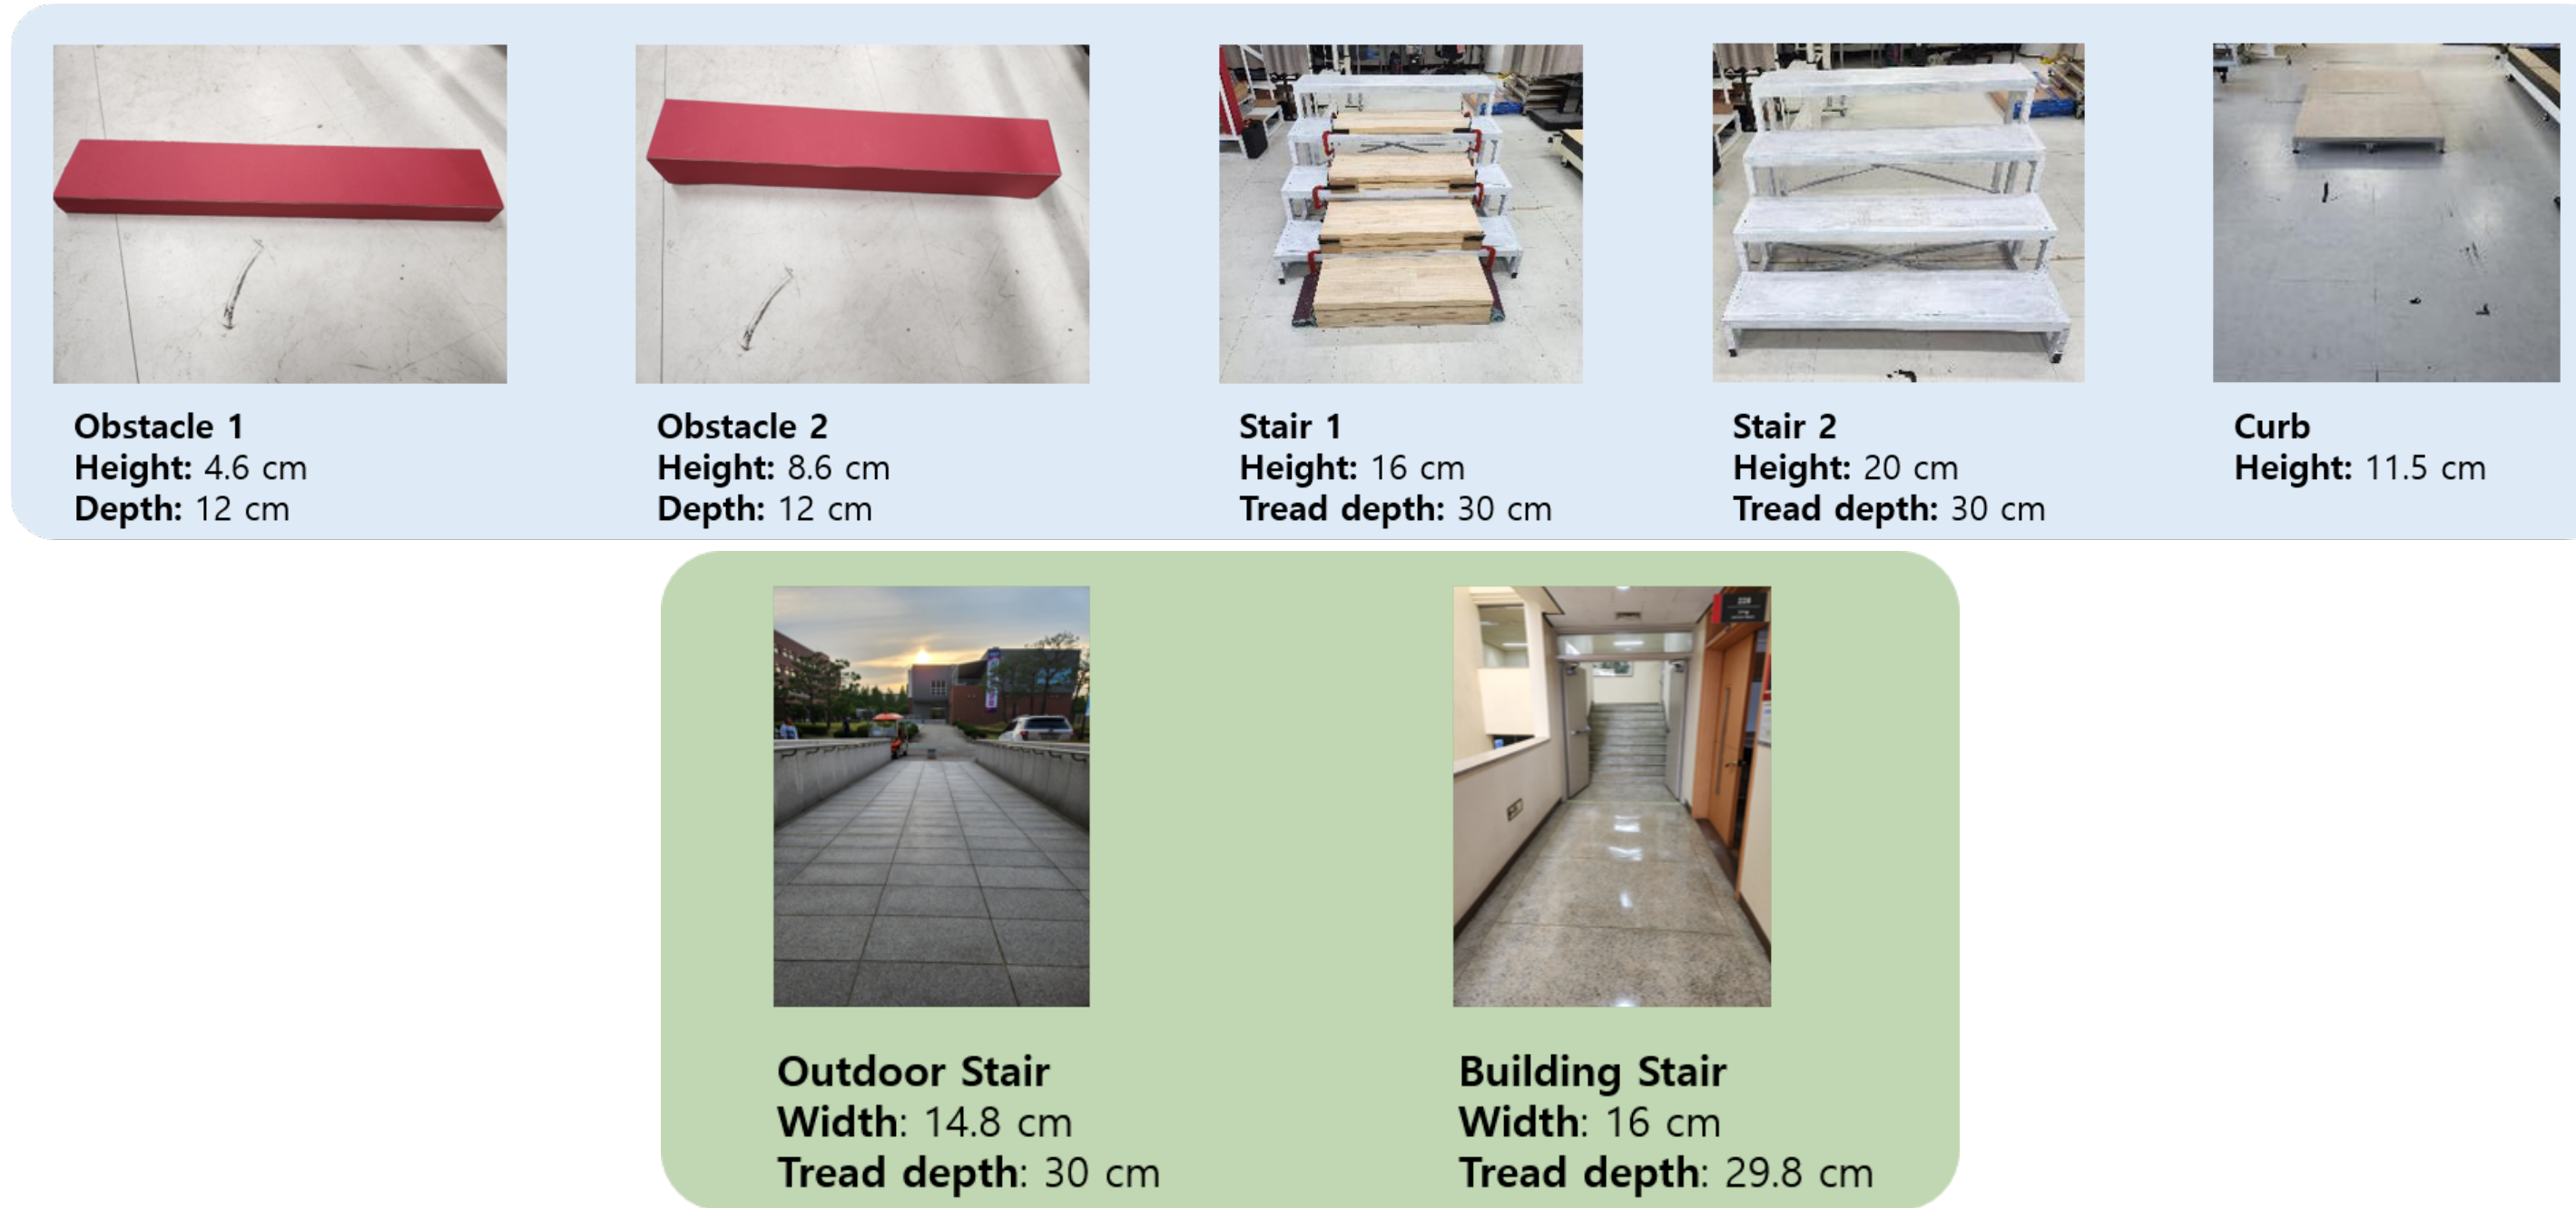 Obstacle 1
Height: 4.6 cm
Depth: 12 cm
Obstacle 2
Height: 8.6 cm
Depth: 12 cm
Stair 1
Height: 16 cm
Tread depth: 30 cm
Stair 2
Height: 20 cm
Tread depth: 30 cm
Curb
Height: 11.5 cm
Outdoor Stair
Width: 14.8 cm
Tread depth: 30 cm
Building Stair
Width: 16 cm
Tread depth: 29.8 cm